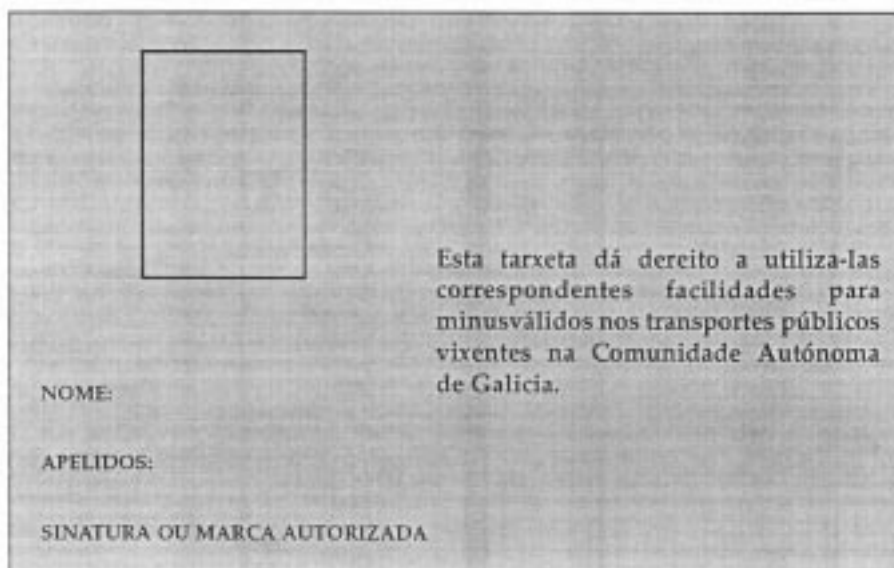 Esta tarxeta dá dereito a utiliza-las
correspondentes facilidades para
minusválidos nos transportes públicos
vixentes na Comunidade Autónoma
de Galicia.
NOME:
APELIDOS:
SINATURA OU MARCA AUTORIZADA